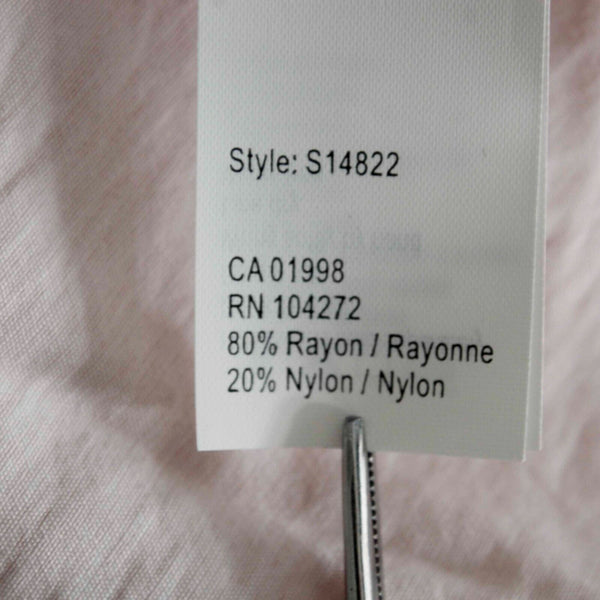 Style: S14822
CA 01998
RN 104272
80% Rayon / Rayonne
20% Nylon / Nylon